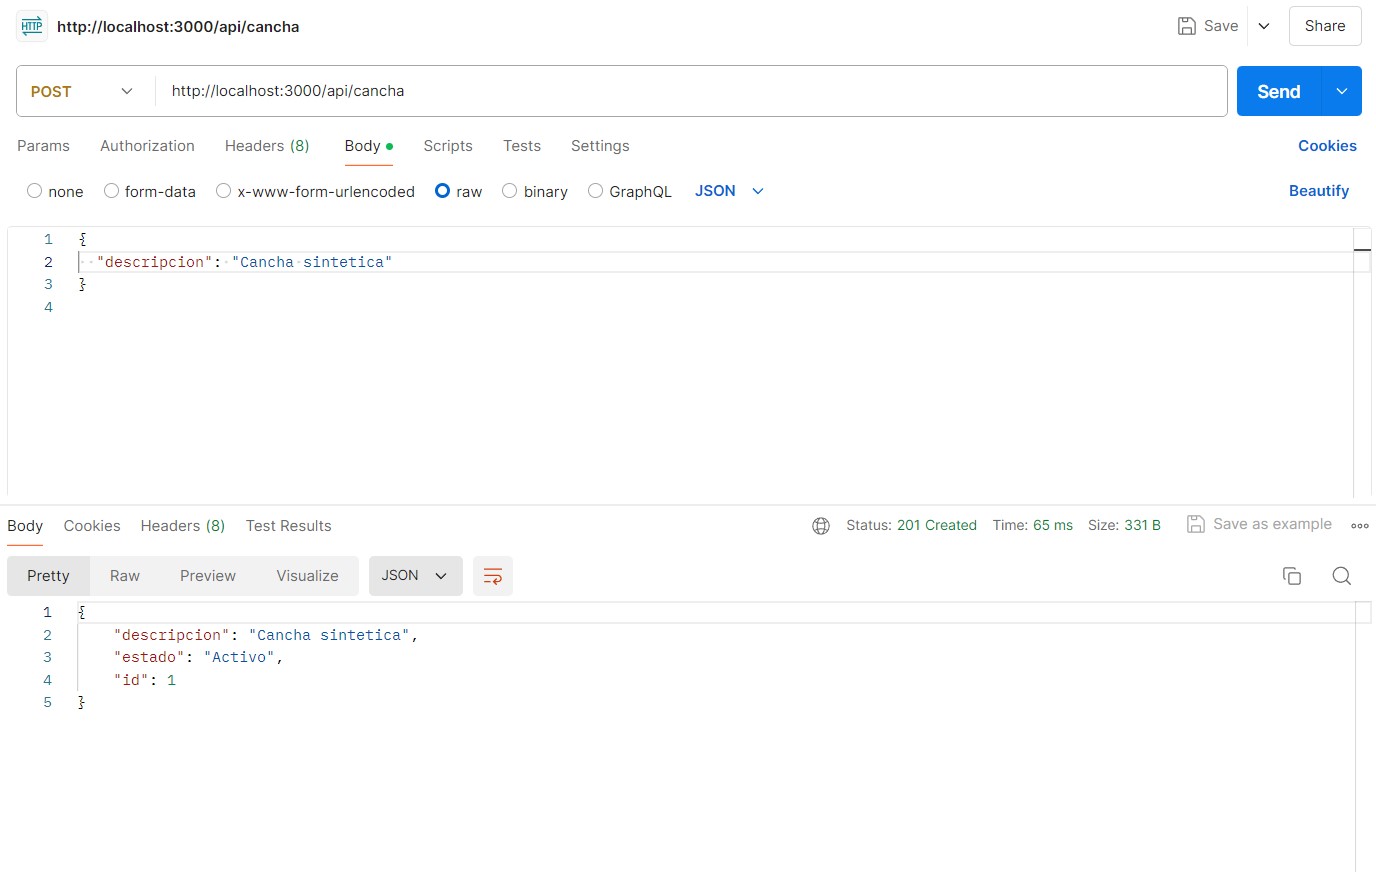 HTTP http://localhost:3000/api/cancha Save Share
POST http://localhost:3000/api/cancha Send
Params Authorization Headers (8) Body Scripts Tests Settings Cookies
none form-data x-www-form-urlencoded raw binary GraphQL JSON Beautify
1 {
2 "descripcion": "Cancha sintetica"
3 }
4
Body Cookies Headers (8) Test Results Status: 201 Created Time: 65 ms Size: 331 B Save as example
Pretty Raw Preview Visualize JSON
1 {
2 "descripcion": "Cancha sintetica",
3 "estado": "Activo",
4 "id": 1
5 }